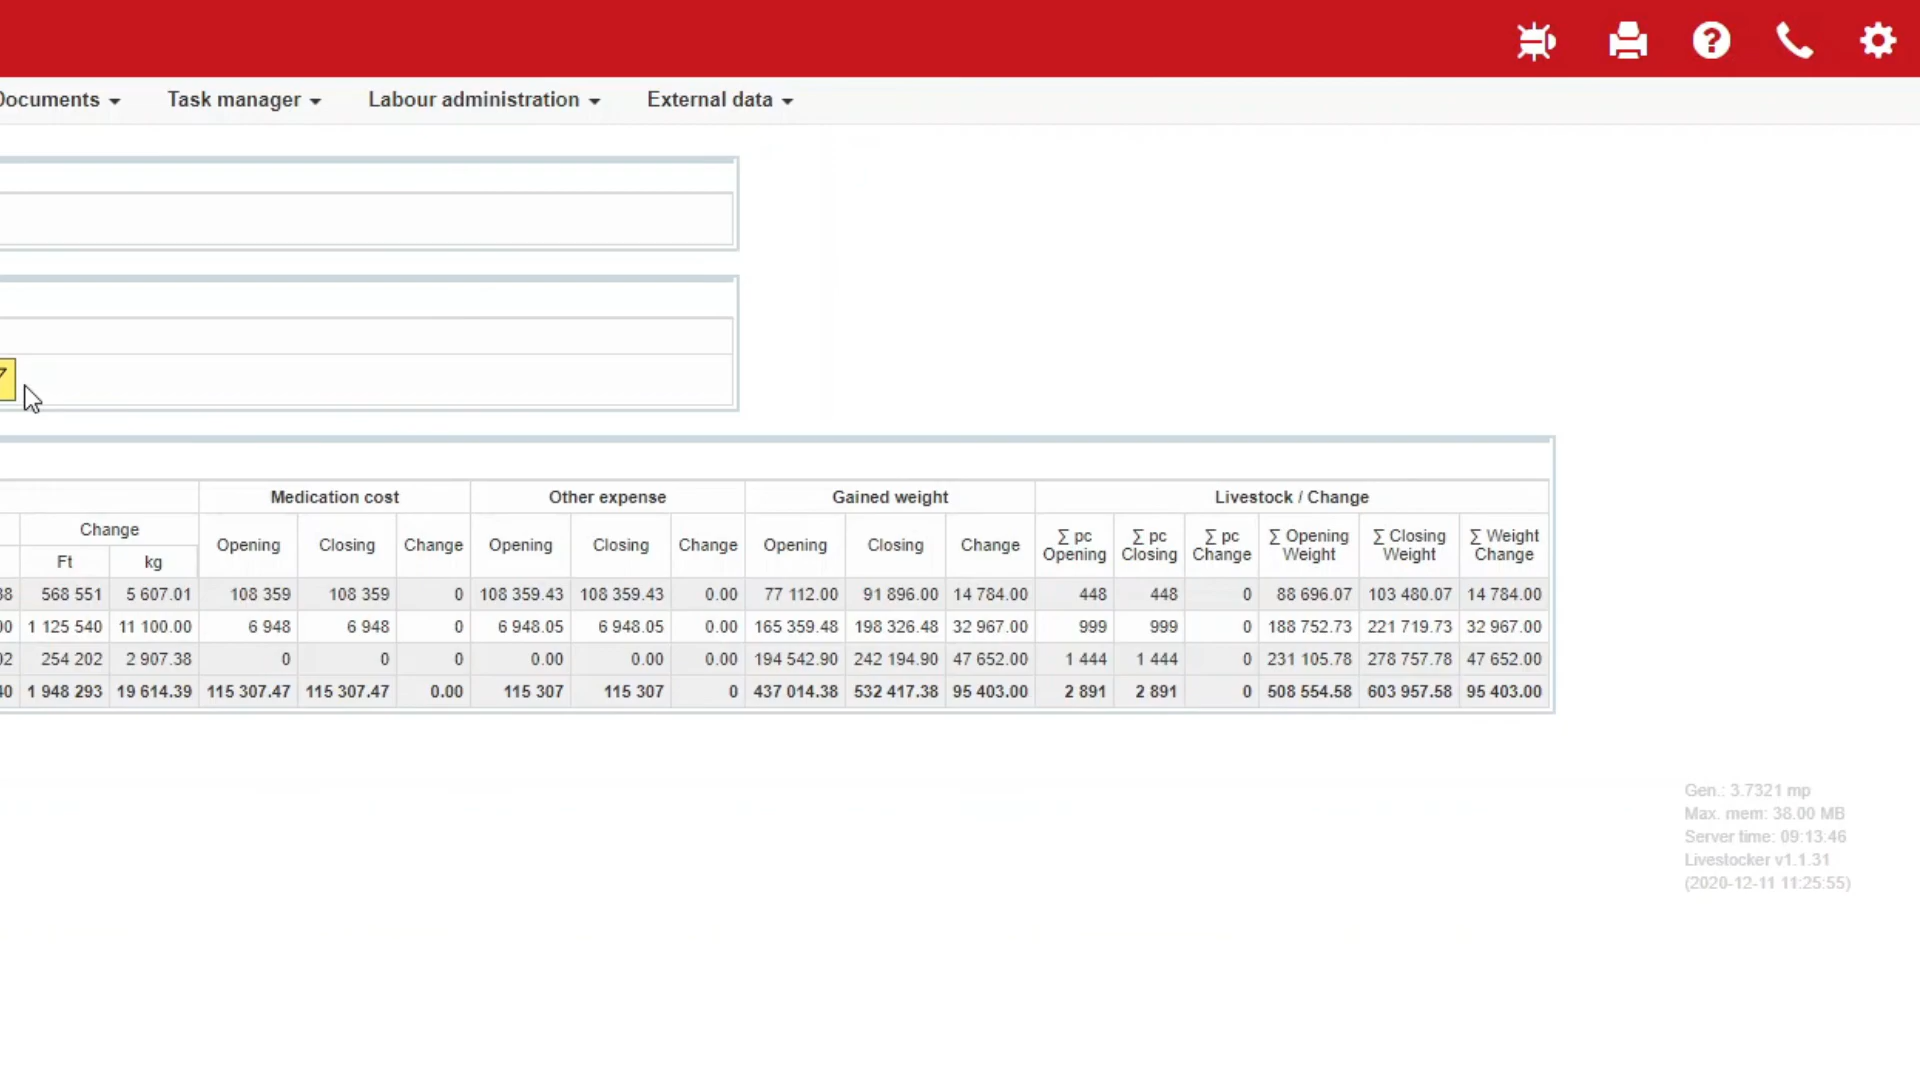 Documents Task manager Labour administration External data
Medication cost Other expense Gained weight Livestock / Change
Change Opening Closing Change Opening Closing Change Opening Closing Change ∑ pc Opening ∑ pc Closing ∑ pc Change ∑ Opening Weight ∑ Closing Weight ∑ Weight Change
Ft kg
38 568 551 5 607.01 108 359 108 359 0 108 359.43 108 359.43 0.00 77 112.00 91 896.00 14 784.00 448 448 0 88 696.07 103 480.07 14 784.00
00 1 125 540 11 100.00 6 948 6 948 0 6 948.05 6 948.05 0.00 165 359.48 198 326.48 32 967.00 999 999 0 188 752.73 221 719.73 32 967.00
02 254 202 2 907.38 0 0 0 0.00 0.00 0.00 194 542.90 242 194.90 47 652.00 1 444 1 444 0 231 105.78 278 757.78 47 652.00
40 1 948 293 19 614.39 115 307.47 115 307.47 0.00 115 307 115 307 0 437 014.38 532 417.38 95 403.00 2 891 2 891 0 508 554.58 603 957.58 95 403.00
Gen.: 3.7321 mp
Max. mem: 38.00 MB
Server time: 09:13:46
Livestocker v1.1.31
(2020-12-11 11:25:55)